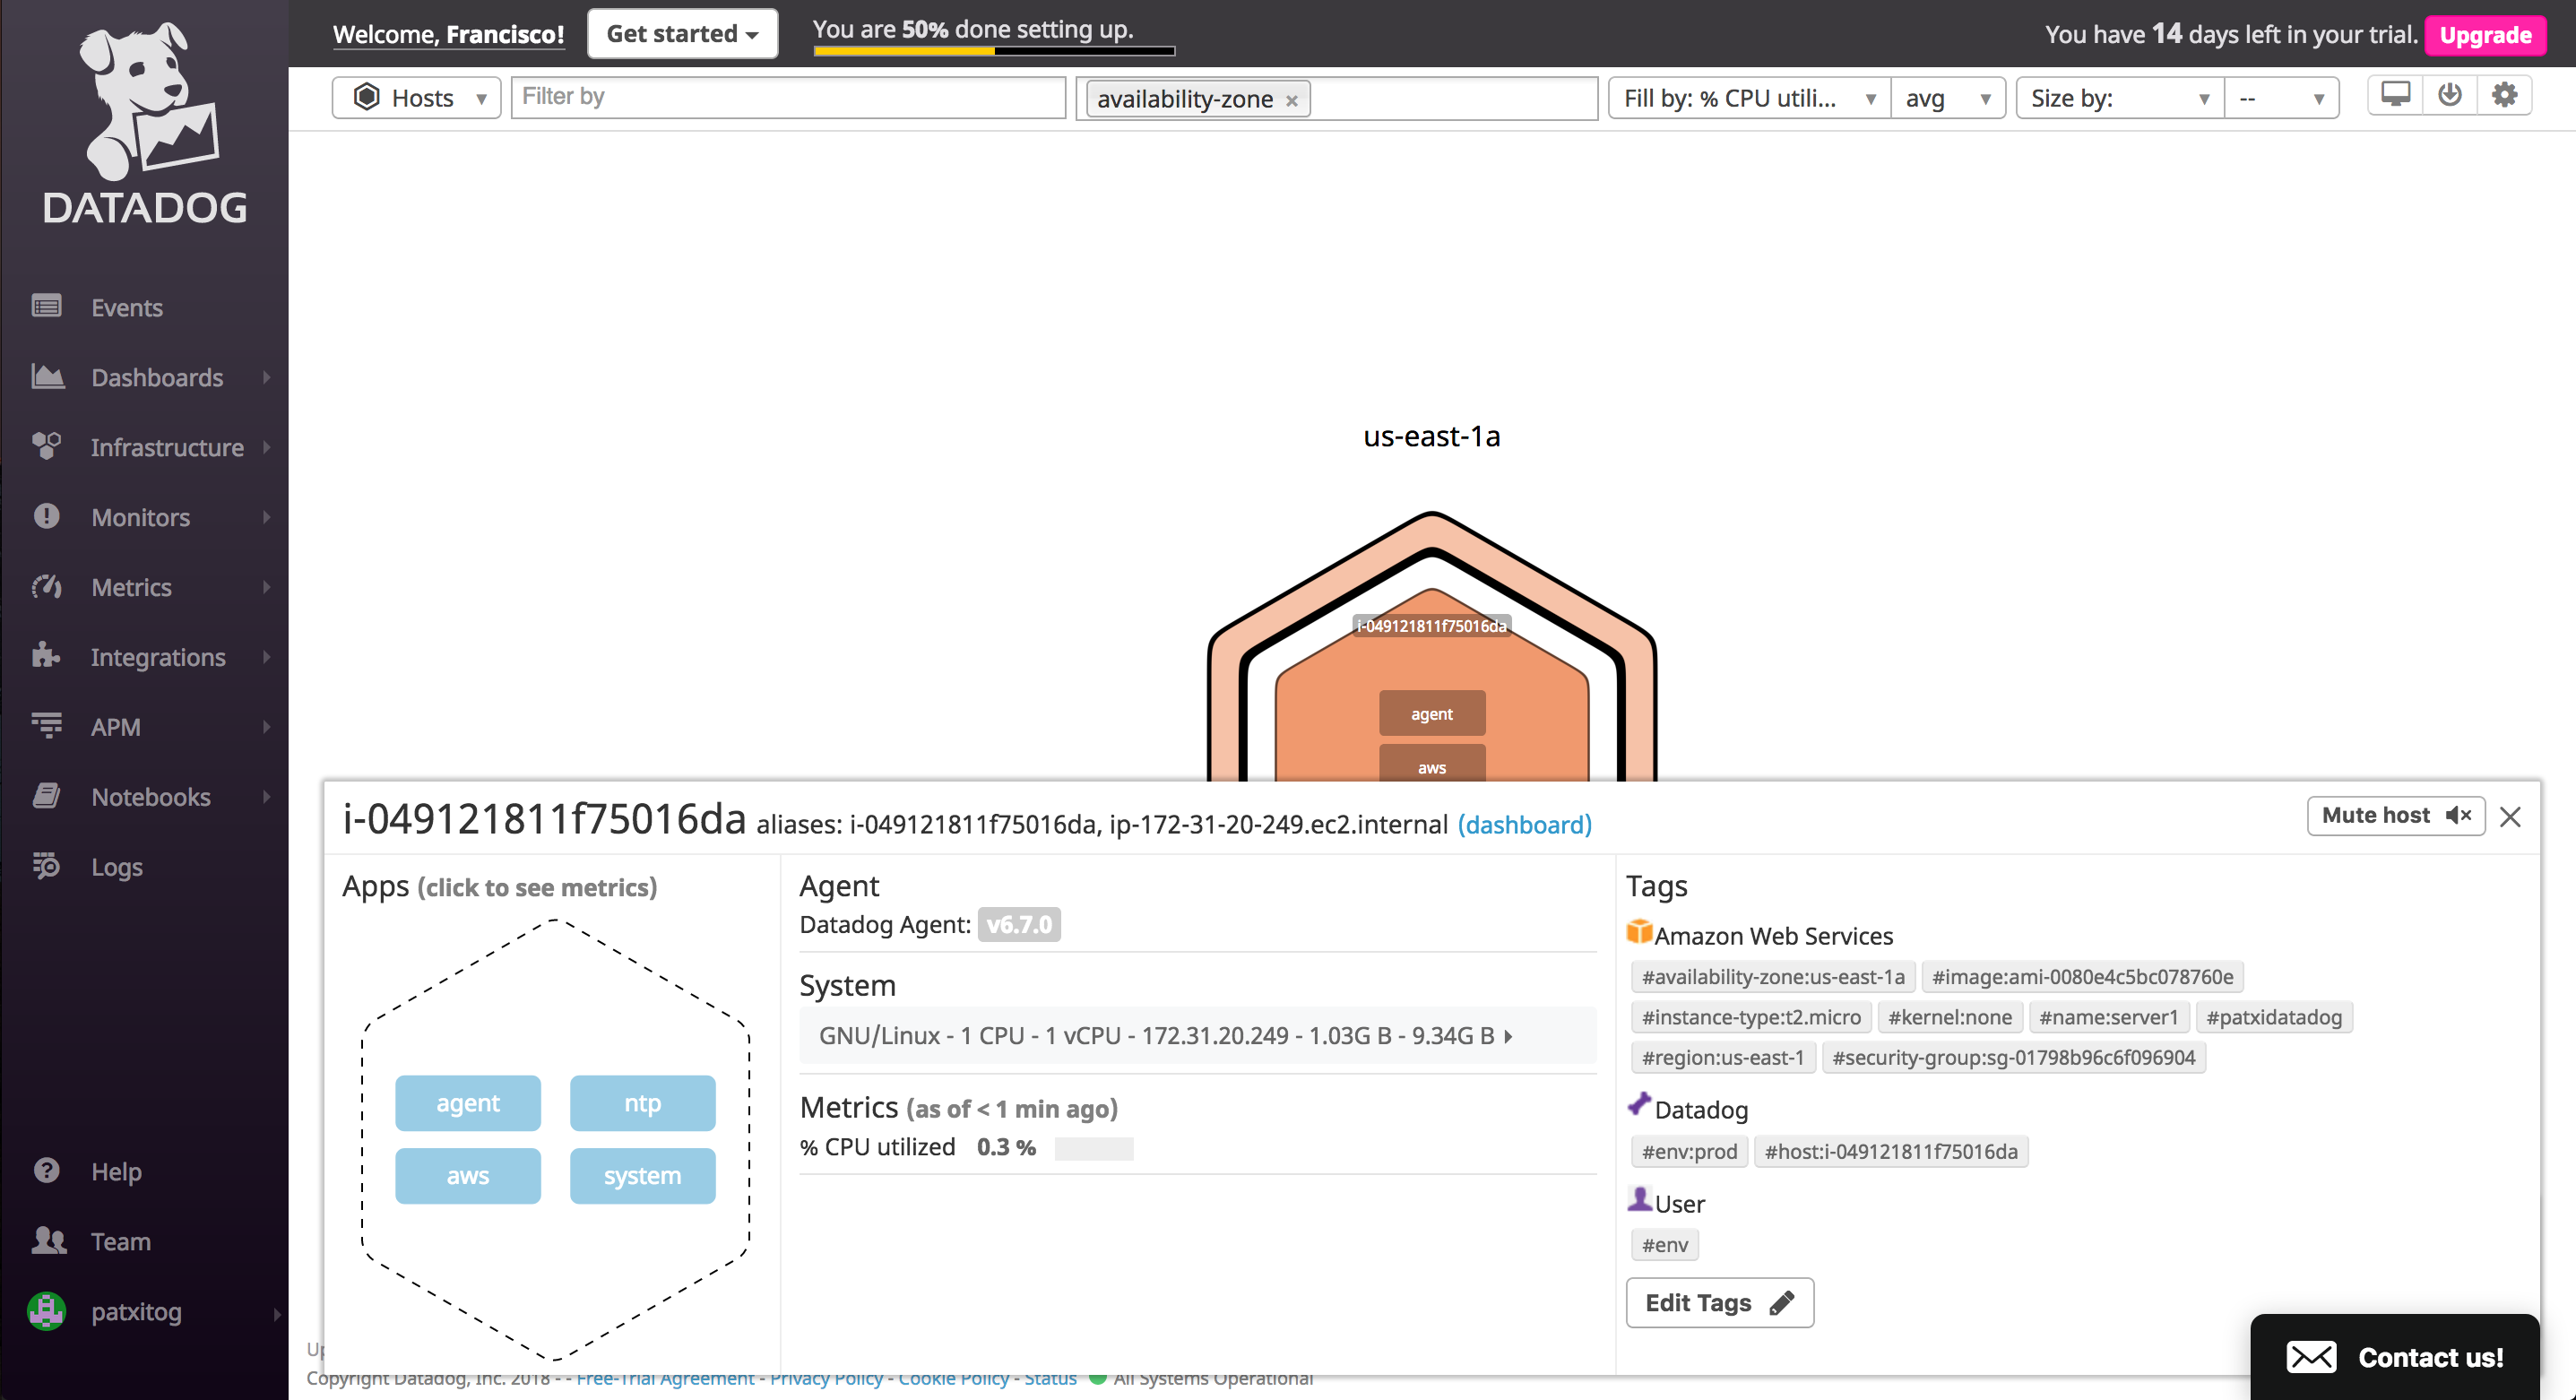 DATADOG
Events
Dashboards
Infrastructure
Monitors
Metrics
Integrations
APM
Notebooks
Logs
Help
Team
patxitog
Welcome, Francisco!
Get started
You are 50% done setting up.
You have 14 days left in your trial.
Upgrade
Hosts
Filter by
availability-zone ×
Fill by: % CPU utili...
avg
Size by:
--
us-east-1a
i-049121811f75016da
agent
aws
i-049121811f75016da aliases: i-049121811f75016da, ip-172-31-20-249.ec2.internal (dashboard)
Mute host
Apps (click to see metrics)
agent
ntp
aws
system
Agent
Datadog Agent: v6.7.0
System
GNU/Linux - 1 CPU - 1 vCPU - 172.31.20.249 - 1.03G B - 9.34G B
Metrics (as of < 1 min ago)
% CPU utilized 0.3 %
Tags
Amazon Web Services
#availability-zone:us-east-1a #image:ami-0080e4c5bc078760e
#instance-type:t2.micro #kernel:none #name:server1 #patxidatadog
#region:us-east-1 #security-group:sg-01798b96c6f096904
Datadog
#env:prod #host:i-049121811f75016da
User
#env
Edit Tags
Contact us!
Copyright Datadog, Inc. 2018 - - Free-Trial Agreement - Privacy Policy - Cookie Policy - Status All Systems Operational